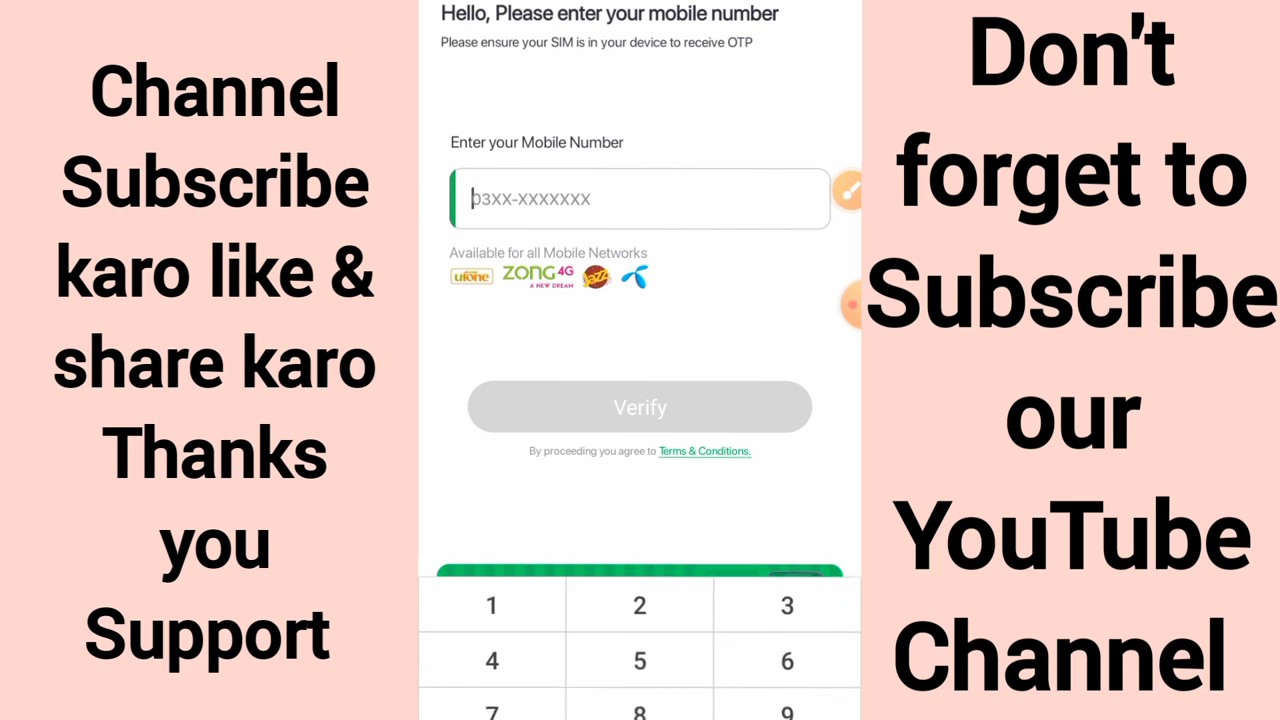 Channel
Subscribe
karo like &
share karo
Thanks
you
Support
Hello, Please enter your mobile number
Please ensure your SIM is in your device to receive OTP
Enter your Mobile Number
03XX-XXXXXXX
Available for all Mobile Networks
ufone ZONG 4G Jazz
A NEW DREAM
Verify
By proceeding you agree to Terms & Conditions.
1 2 3
4 5 6
7 8 9
Don't
forget to
Subscribe
our
YouTube
Channel